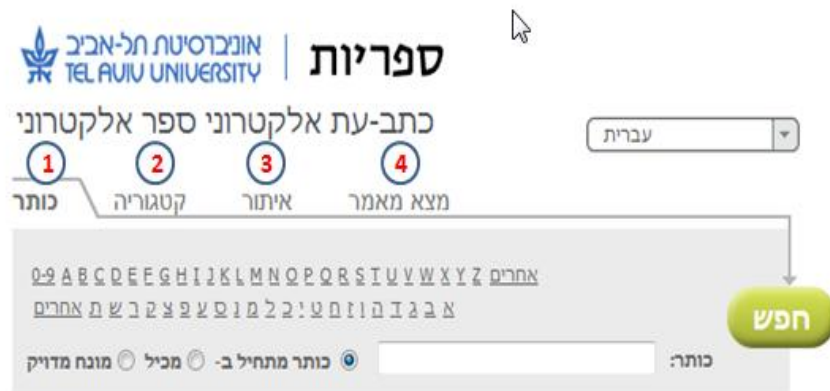 אוניברסיטת תל-אביב
TEL AVIV UNIVERSITY
ספריות
כתב-עת אלקטרוני ספר אלקטרוני
עברית
1 2 3 4
כותר קטגוריה איתור מצא מאמר
0-9 A B C D E F G H I J K L M N O P Q R S T U V W X Y Z אחרים
א ב ג ד ה ו ז ח ט י כ ל מ נ ס ע פ צ ק ר ש ת אחרים
חפש
כותר: כותר מתחיל ב- מכיל מונח מדויק